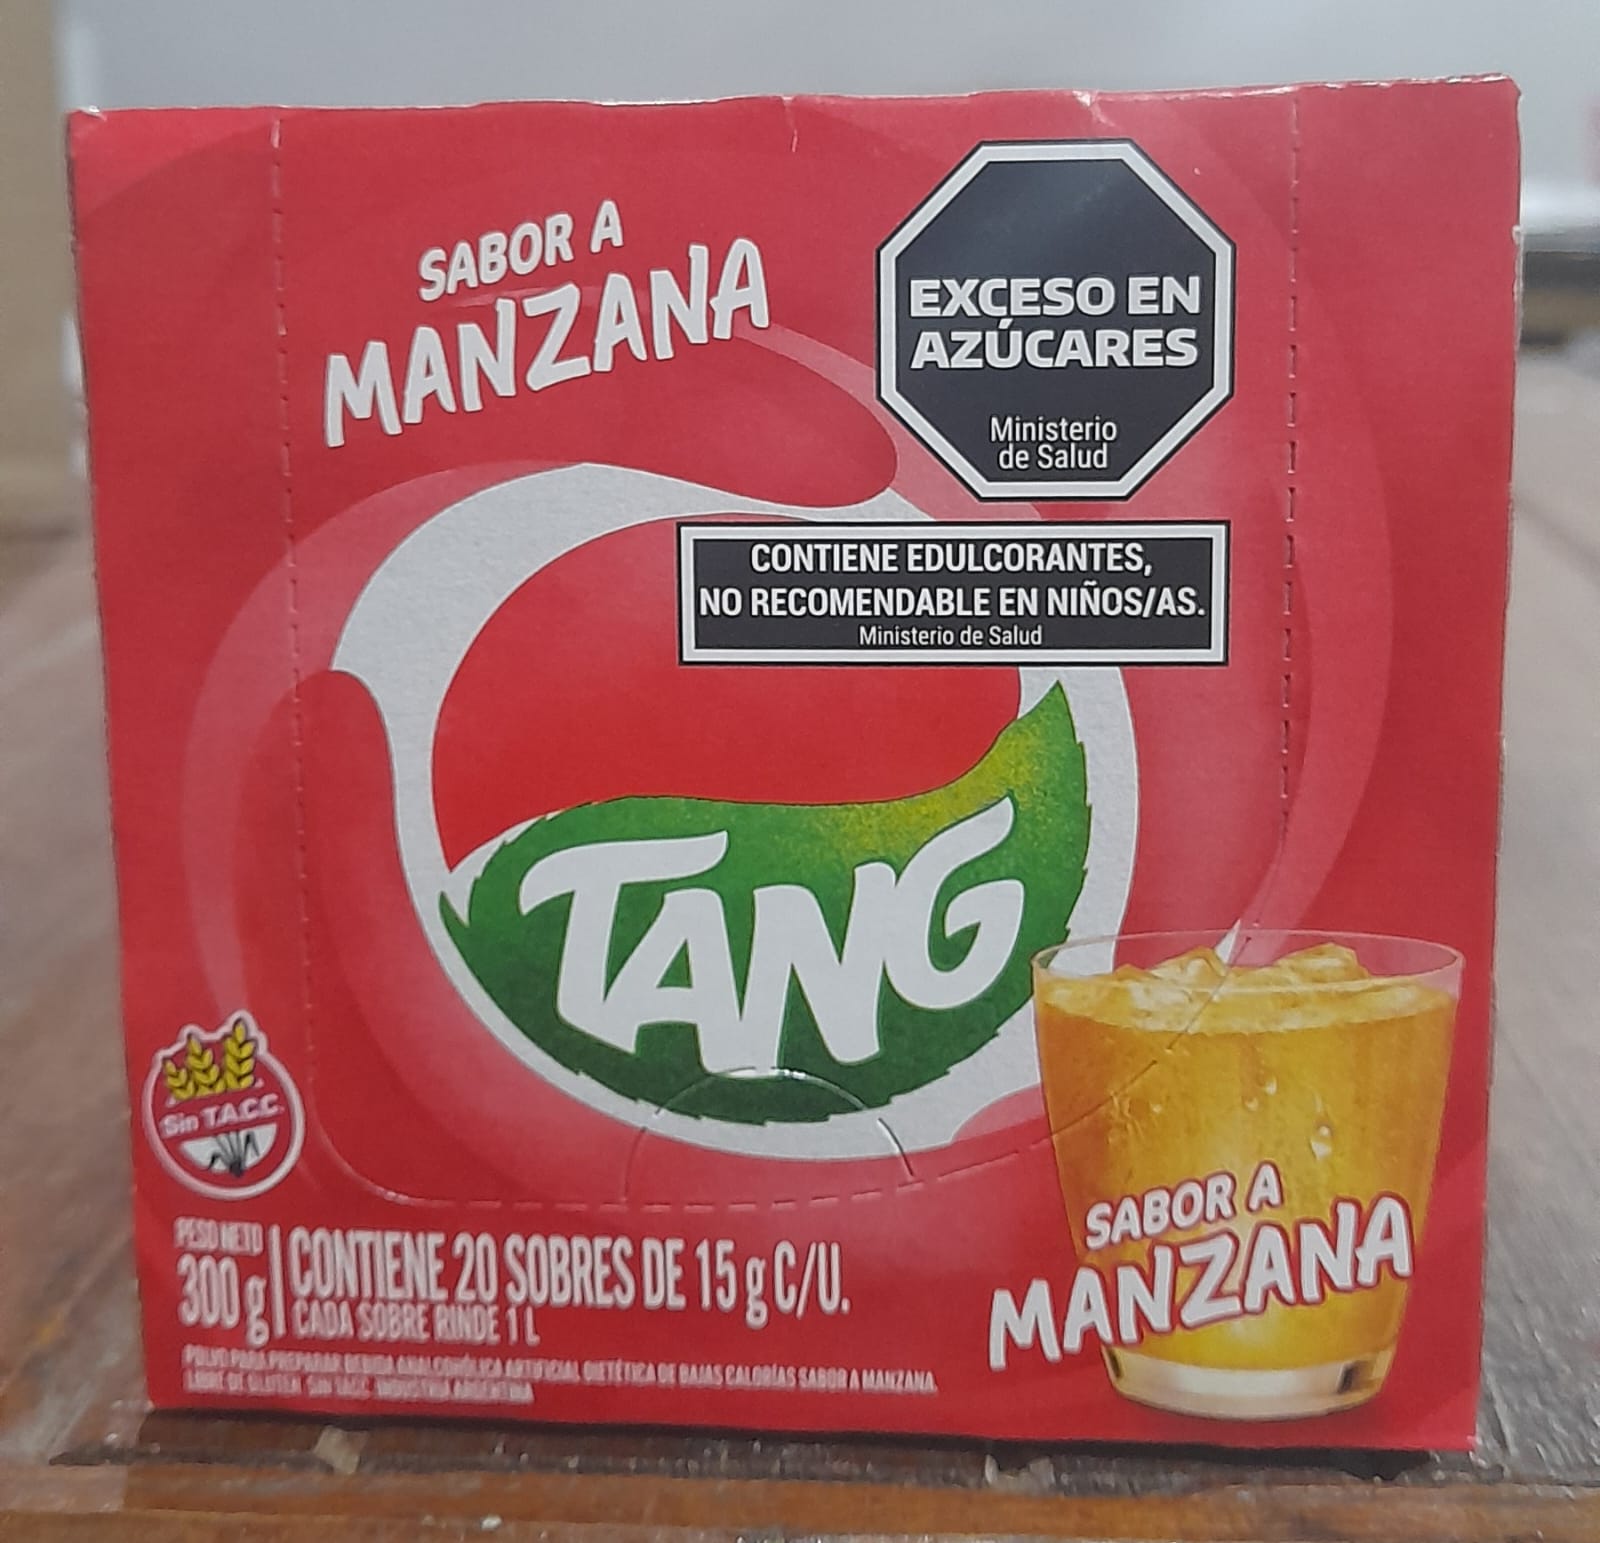 SABOR A
MANZANA
EXCESO EN
AZÚCARES
Ministerio
de Salud
CONTIENE EDULCORANTES,
NO RECOMENDABLE EN NIÑOS/AS.
Ministerio de Salud
TANG
Sin T.A.C.C.
PESO NETO
300 g
CONTIENE 20 SOBRES DE 15 g C/U.
CADA SOBRE RINDE 1 L
SABOR A
MANZANA
POLVO PARA PREPARAR BEBIDA ANALCOHÓLICA ARTIFICIAL DIETÉTICA DE BAJAS CALORÍAS SABOR A MANZANA.
LIBRE DE GLUTEN. SIN TACC. INDUSTRIA ARGENTINA